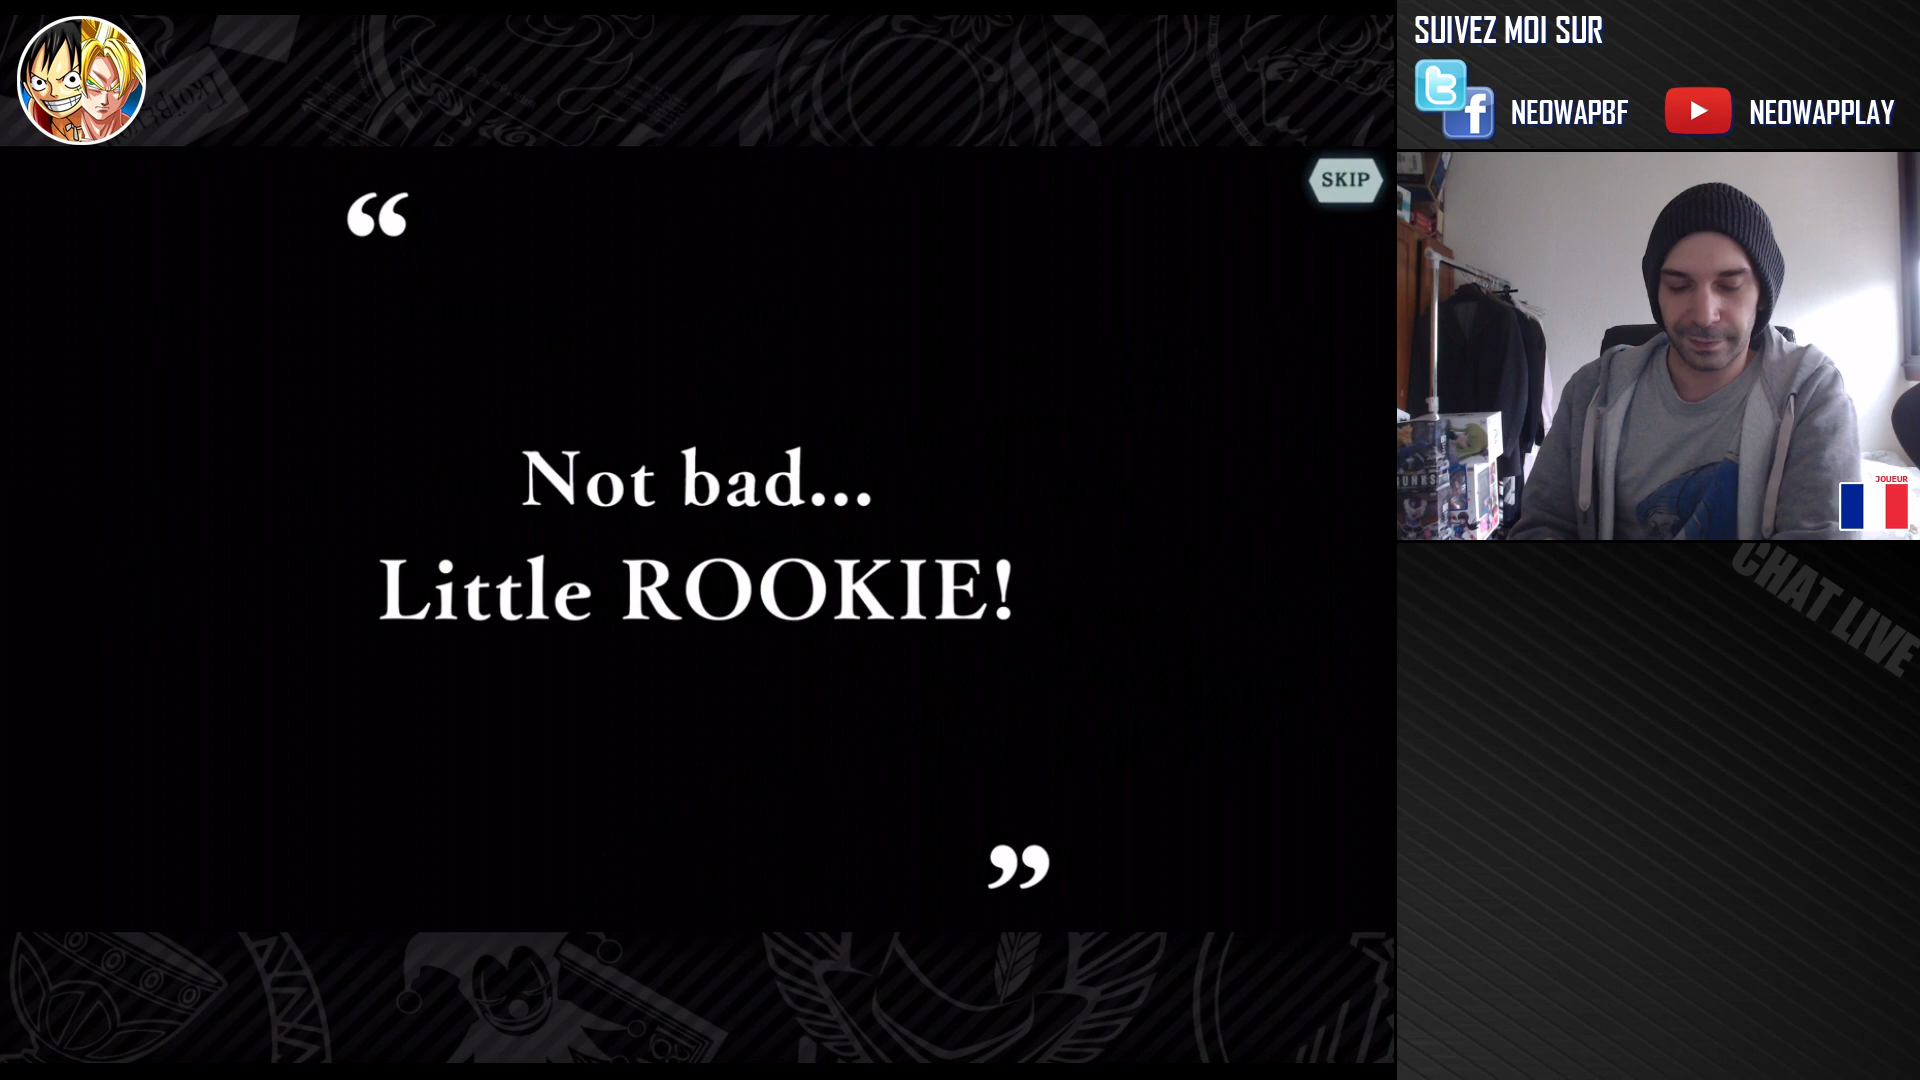 SUIVEZ MOI SUR
NEOWAPBF
NEOWAPPLAY
SKIP
“
Not bad...
Little ROOKIE!
”
JOUEUR
CHAT LIVE